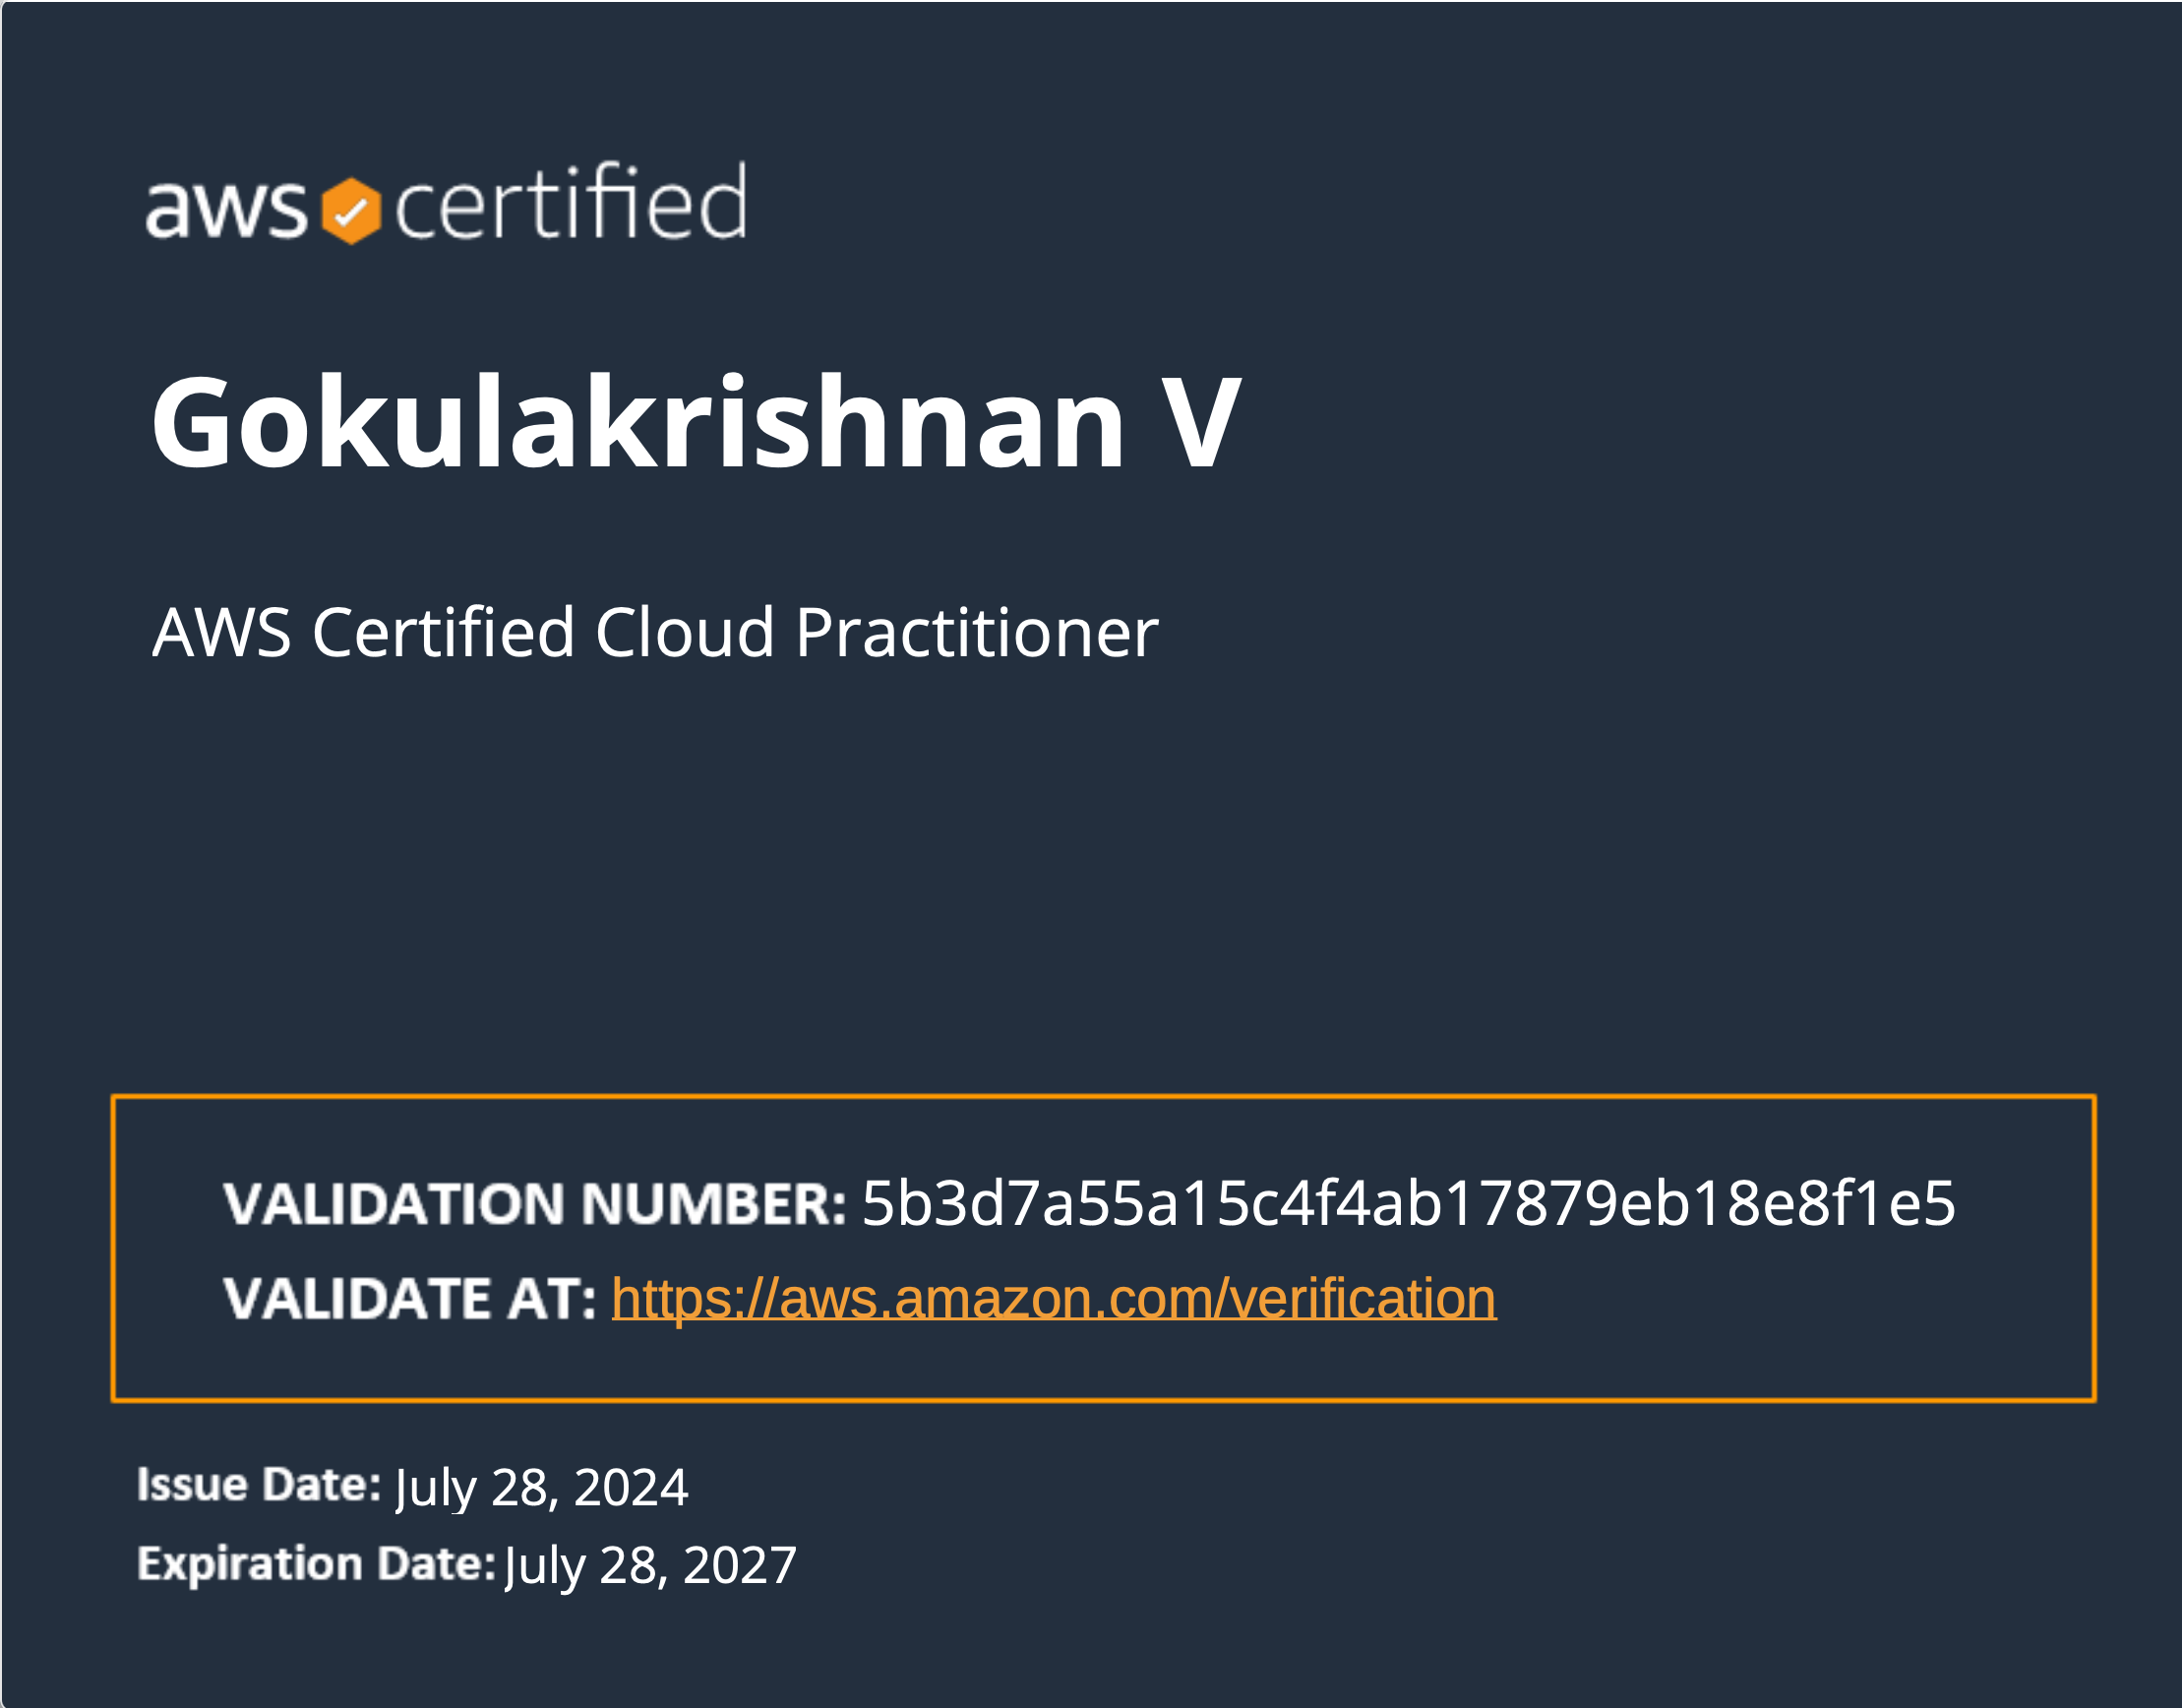 aws certified
Gokulakrishnan V
AWS Certified Cloud Practitioner
VALIDATION NUMBER: 5b3d7a55a15c4f4ab17879eb18e8f1e5
VALIDATE AT: https://aws.amazon.com/verification
Issue Date: July 28, 2024
Expiration Date: July 28, 2027